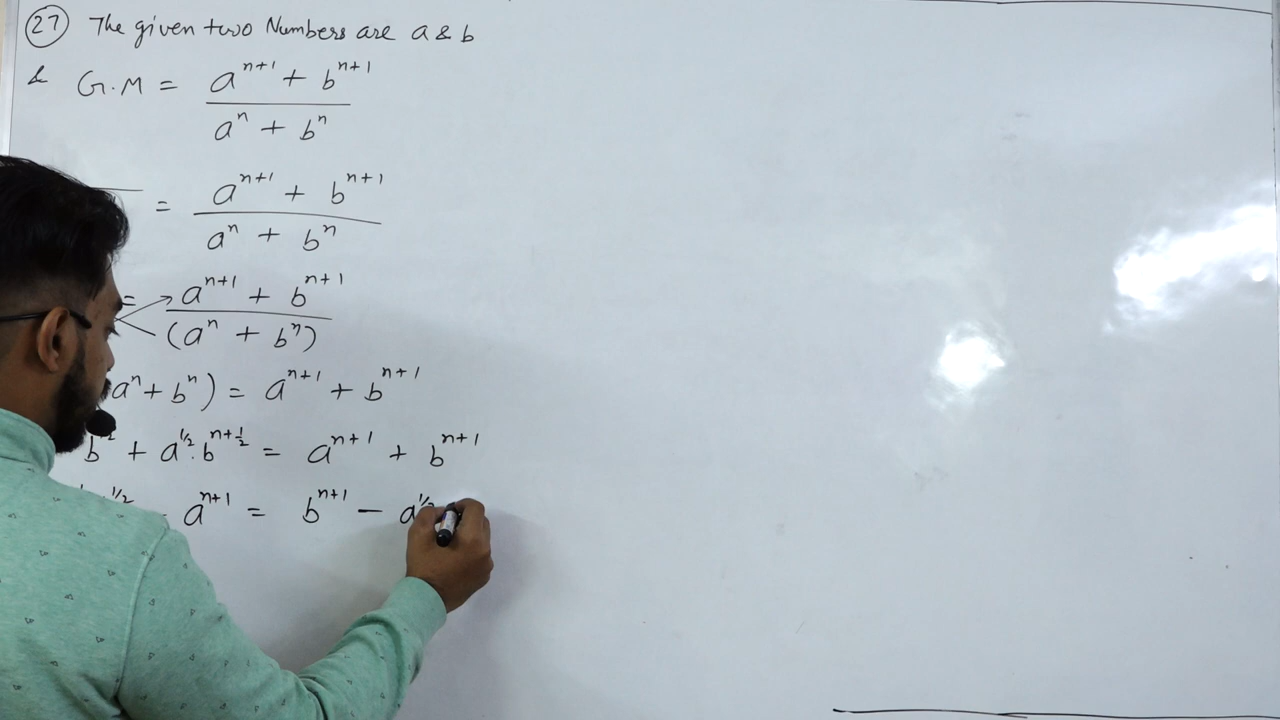 27 The given two Numbers are a & b
& G.M = (a^{n+1} + b^{n+1}) / (a^n + b^n)
= (a^{n+1} + b^{n+1}) / (a^n + b^n)
= (a^{n+1} + b^{n+1}) / ((a^n + b^n))
a^n + b^n) = a^{n+1} + b^{n+1}
+ a^{1/2} . b^{n+1/2} = a^{n+1} + b^{n+1}
a^{n+1} = b^{n+1} - a